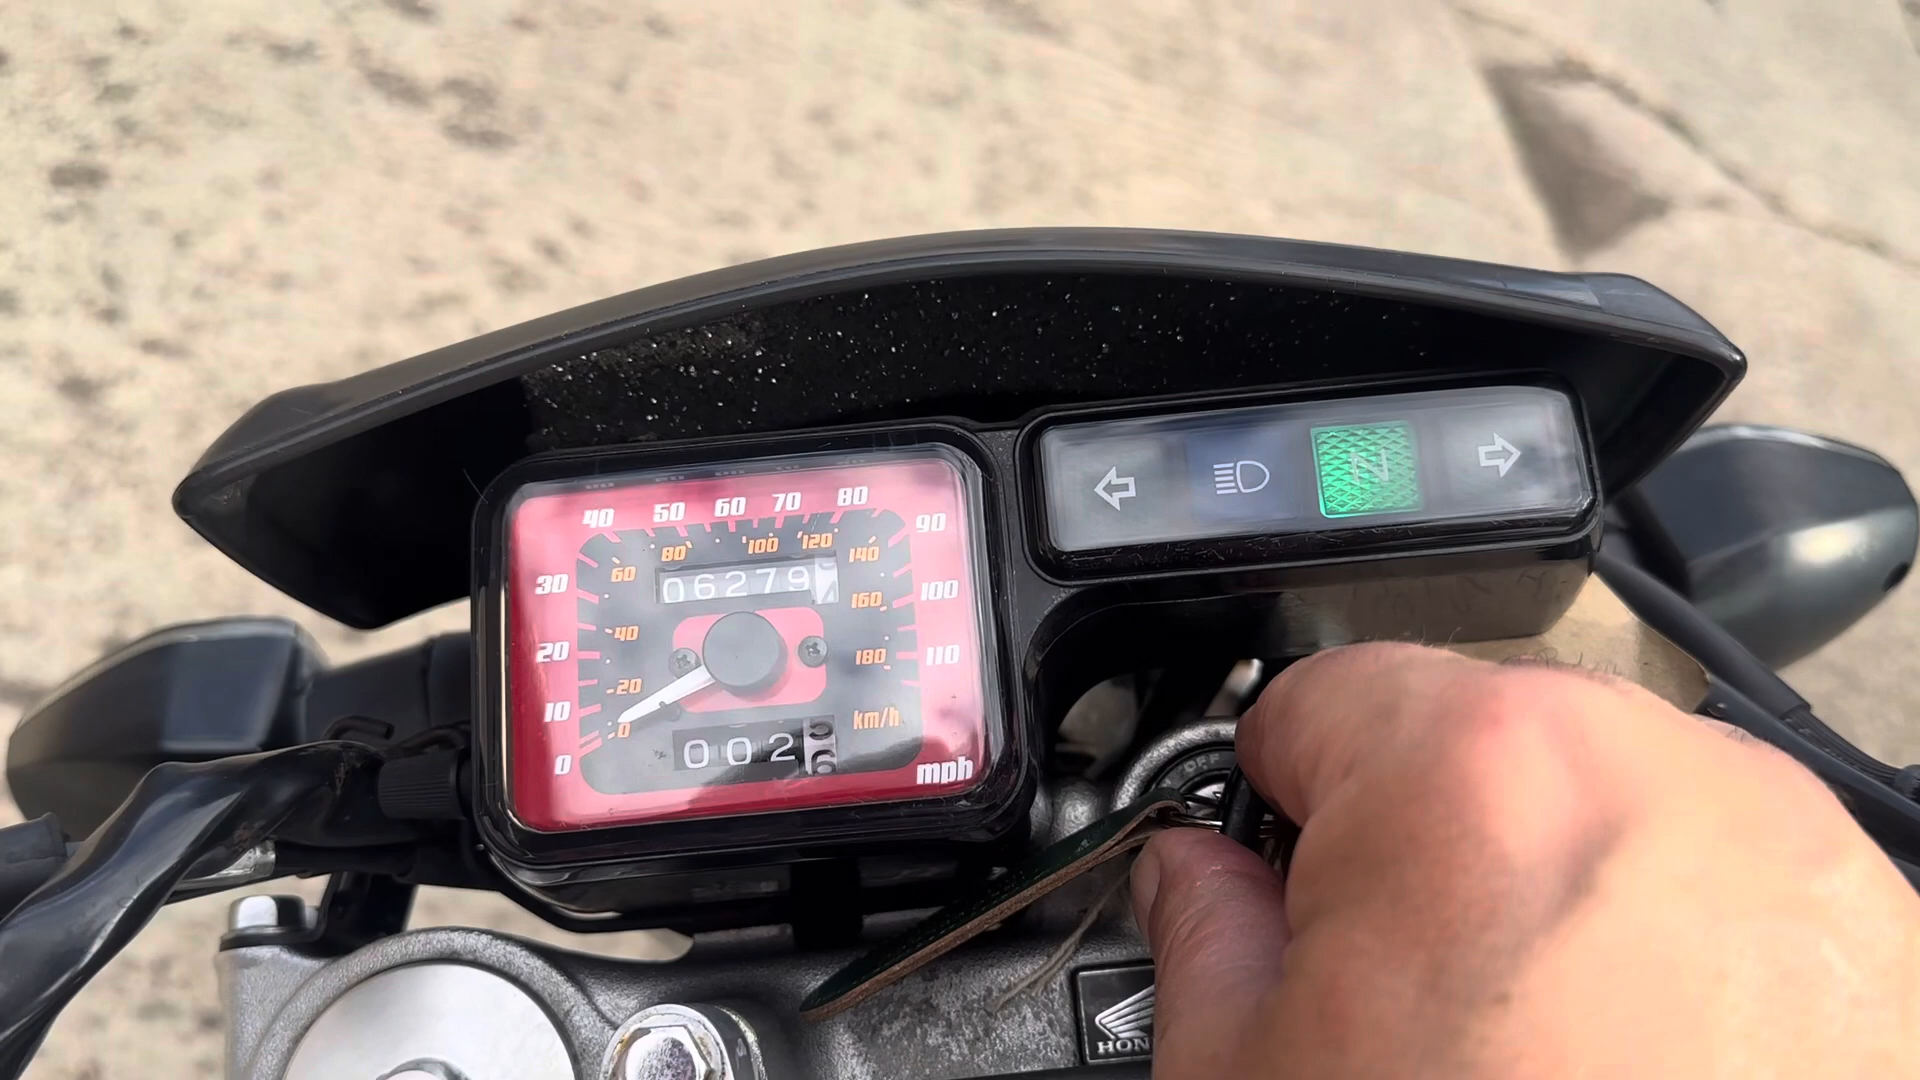 40 50 60 70 80 90
80 100 120 140
30 60 06279 160 100
20 40 180 110
20
10 0 km/h
0 002 mph
N
OFF
HON